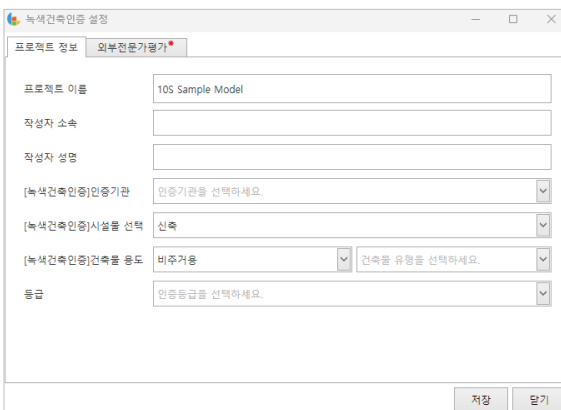 녹색건축인증 설정
프로젝트 정보 외부전문가평가
프로젝트 이름 10S Sample Model
작성자 소속
작성자 성명
[녹색건축인증]인증기관 인증기관을 선택하세요.
[녹색건축인증]시설물 선택 신축
[녹색건축인증]건축물 용도 비주거용 건축물 유형을 선택하세요.
등급 인증등급을 선택하세요.
저장 닫기